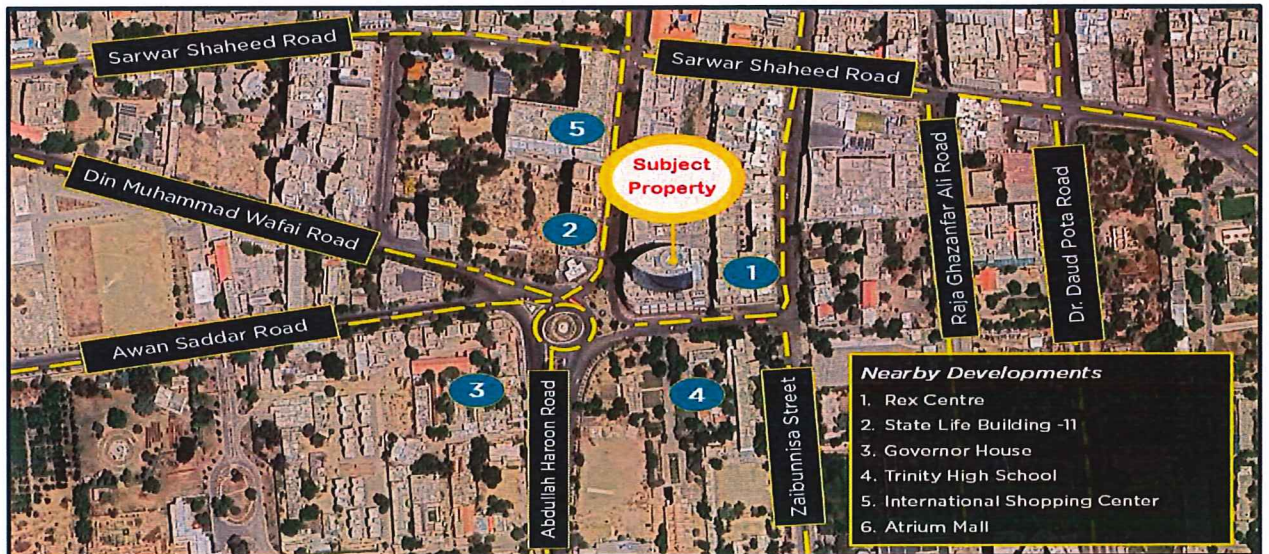 Sarwar Shaheed Road
Sarwar Shaheed Road
5
Subject
Property
Din Muhammad Wafai Road
2
1
Raja Ghazanfar Ali Road
Dr. Daud Pota Road
Awan Saddar Road
3
4
Abdullah Haroon Road
Zaibunnisa Street
Nearby Developments
1. Rex Centre
2. State Life Building -11
3. Governor House
4. Trinity High School
5. International Shopping Center
6. Atrium Mall